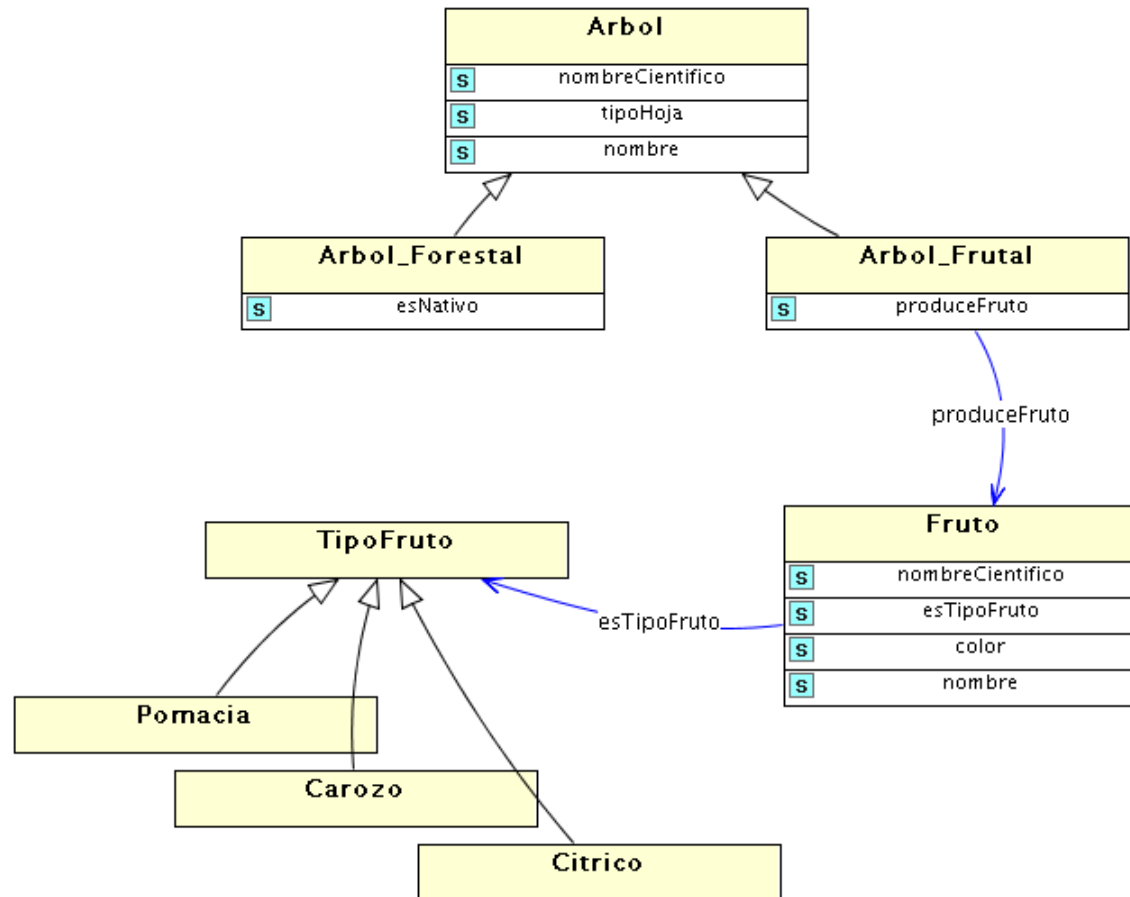 Arbol
S nombreCientifico
S tipoHoja
S nombre
Arbol_Forestal
S esNativo
Arbol_Frutal
S produceFruto
produceFruto
TipoFruto
Fruto
S nombreCientifico
S esTipoFruto
S color
S nombre
esTipoFruto
Pomacia
Carozo
Citrico